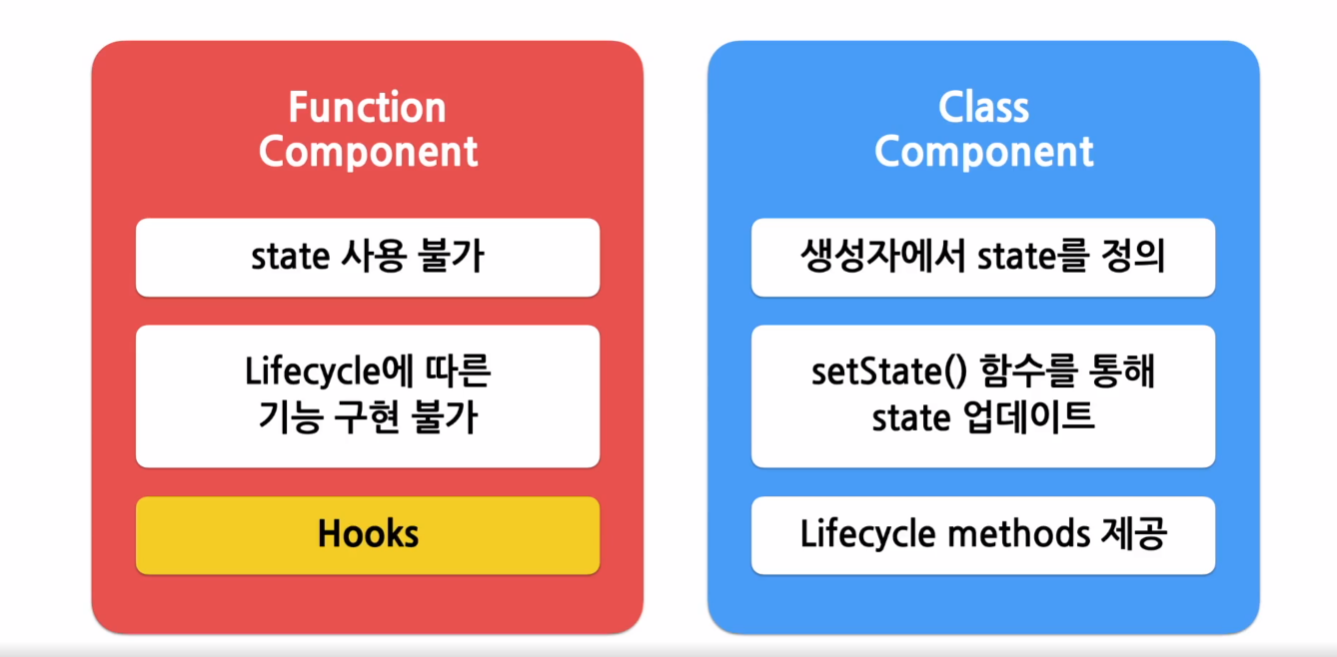 Function
Component
state 사용 불가
Lifecycle에 따른
기능 구현 불가
Hooks
Class
Component
생성자에서 state를 정의
setState() 함수를 통해
state 업데이트
Lifecycle methods 제공